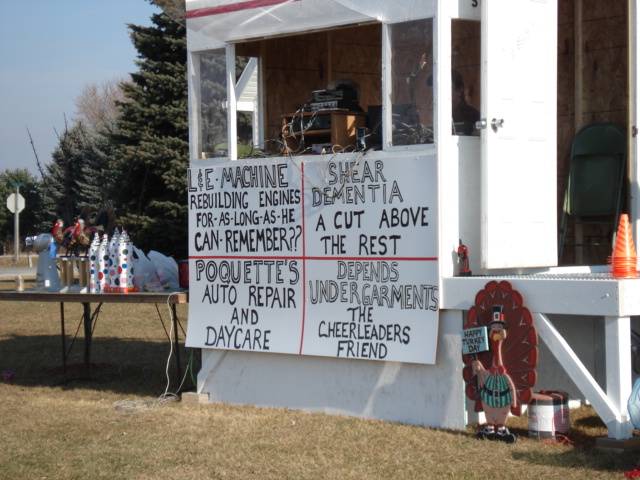 L&E·MACHINE
REBUILDING ENGINES
FOR·AS·LONG·AS·HE
CAN·REMEMBER??
SHEAR
DEMENTIA
A CUT ABOVE
THE REST
POQUETTE'S
AUTO REPAIR
AND
DAYCARE
DEPENDS
UNDERGARMENTS
THE
CHEERLEADERS
FRIEND
HAPPY
TURKEY
DAY